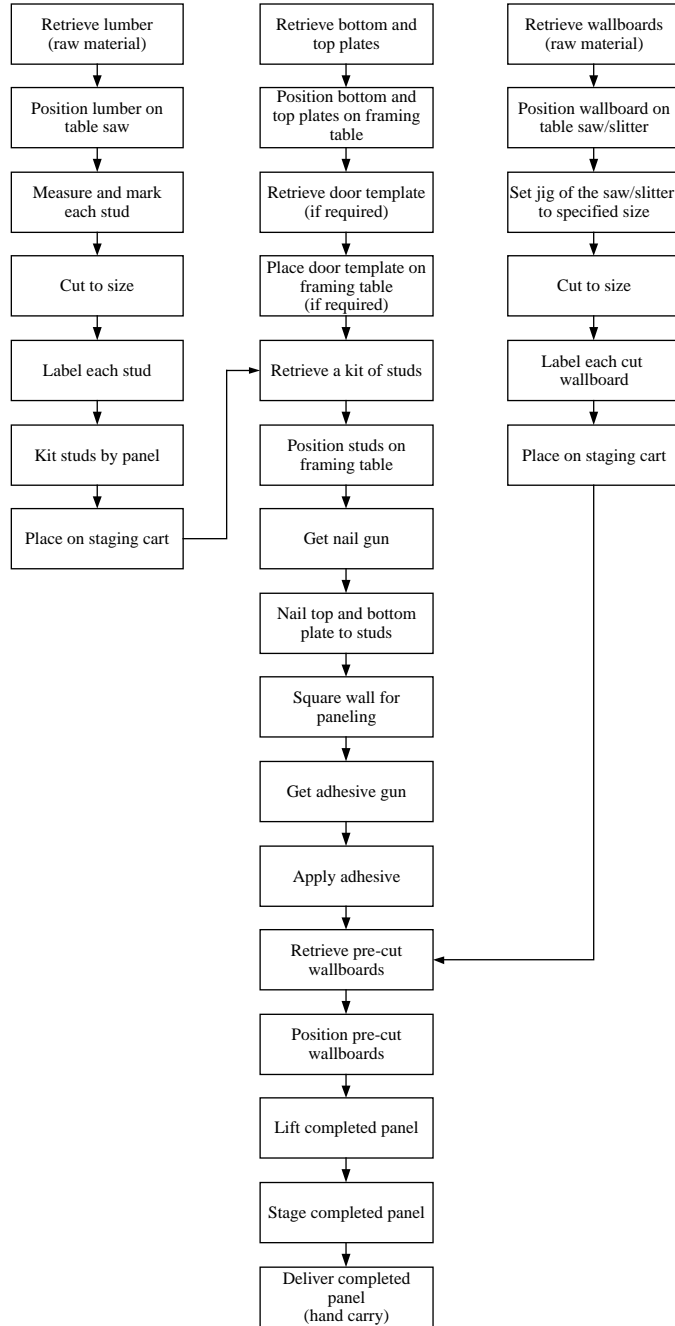 Retrieve lumber
(raw material)
Position lumber on
table saw
Measure and mark
each stud
Cut to size
Label each stud
Kit studs by panel
Place on staging cart
Retrieve bottom and
top plates
Position bottom and
top plates on framing
table
Retrieve door template
(if required)
Place door template on
framing table
(if required)
Retrieve a kit of studs
Position studs on
framing table
Get nail gun
Nail top and bottom
plate to studs
Square wall for
paneling
Get adhesive gun
Apply adhesive
Retrieve pre-cut
wallboards
Position pre-cut
wallboards
Lift completed panel
Stage completed panel
Deliver completed
panel
(hand carry)
Retrieve wallboards
(raw material)
Position wallboard on
table saw/slitter
Set jig of the saw/slitter
to specified size
Cut to size
Label each cut
wallboard
Place on staging cart